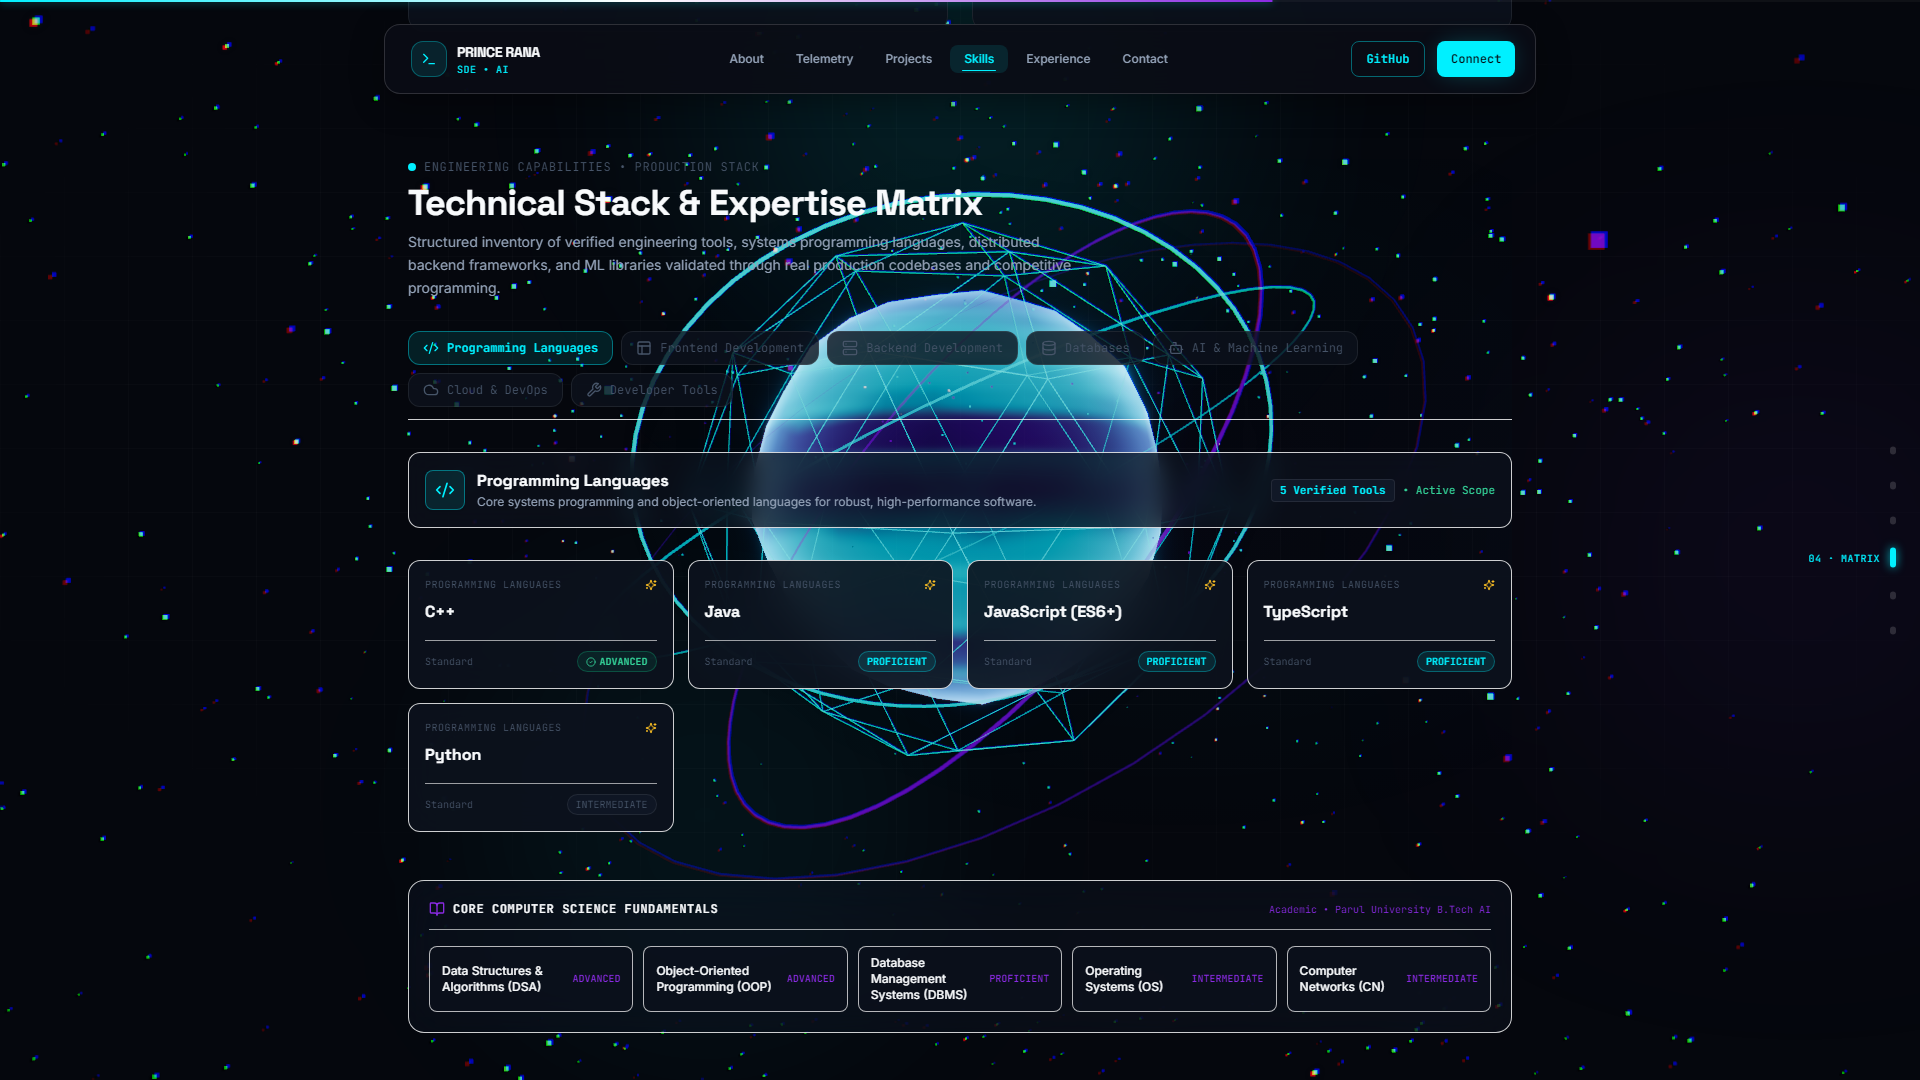 PRINCE RANA
SDE • AI
About
Telemetry
Projects
Skills
Experience
Contact
GitHub
Connect
ENGINEERING CAPABILITIES • PRODUCTION STACK
Technical Stack & Expertise Matrix
Structured inventory of verified engineering tools, systems programming languages, distributed
backend frameworks, and ML libraries validated through real production codebases and competitive
programming.
Programming Languages
Frontend Development
Backend Development
Databases
AI & Machine Learning
Cloud & DevOps
Developer Tools
Programming Languages
Core systems programming and object-oriented languages for robust, high-performance software.
5 Verified Tools
• Active Scope
04 · MATRIX
PROGRAMMING LANGUAGES
C++
Standard
ADVANCED
PROGRAMMING LANGUAGES
Java
Standard
PROFICIENT
PROGRAMMING LANGUAGES
JavaScript (ES6+)
Standard
PROFICIENT
PROGRAMMING LANGUAGES
TypeScript
Standard
PROFICIENT
PROGRAMMING LANGUAGES
Python
Standard
INTERMEDIATE
CORE COMPUTER SCIENCE FUNDAMENTALS
Academic • Parul University B.Tech AI
Data Structures &
Algorithms (DSA)
ADVANCED
Object-Oriented
Programming (OOP)
ADVANCED
Database
Management
Systems (DBMS)
PROFICIENT
Operating
Systems (OS)
INTERMEDIATE
Computer
Networks (CN)
INTERMEDIATE